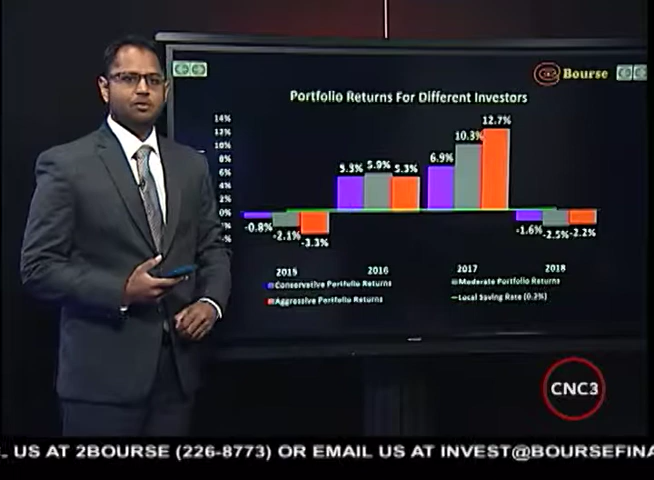 Bourse
Portfolio Returns For Different Investors
14%
12%
10%
8%
6%
4%
2%
0%
-0.8% -2.1% -3.3%
5.3% 5.9% 5.3%
6.9% 10.3% 12.7%
-1.6% -2.5% -2.2%
2015 2016 2017 2018
Conservative Portfolio Returns Moderate Portfolio Returns
Aggressive Portfolio Returns Local Saving Rate (0.2%)
CNC3
US AT 2BOURSE (226-8773) OR EMAIL US AT INVEST@BOURSEFINA